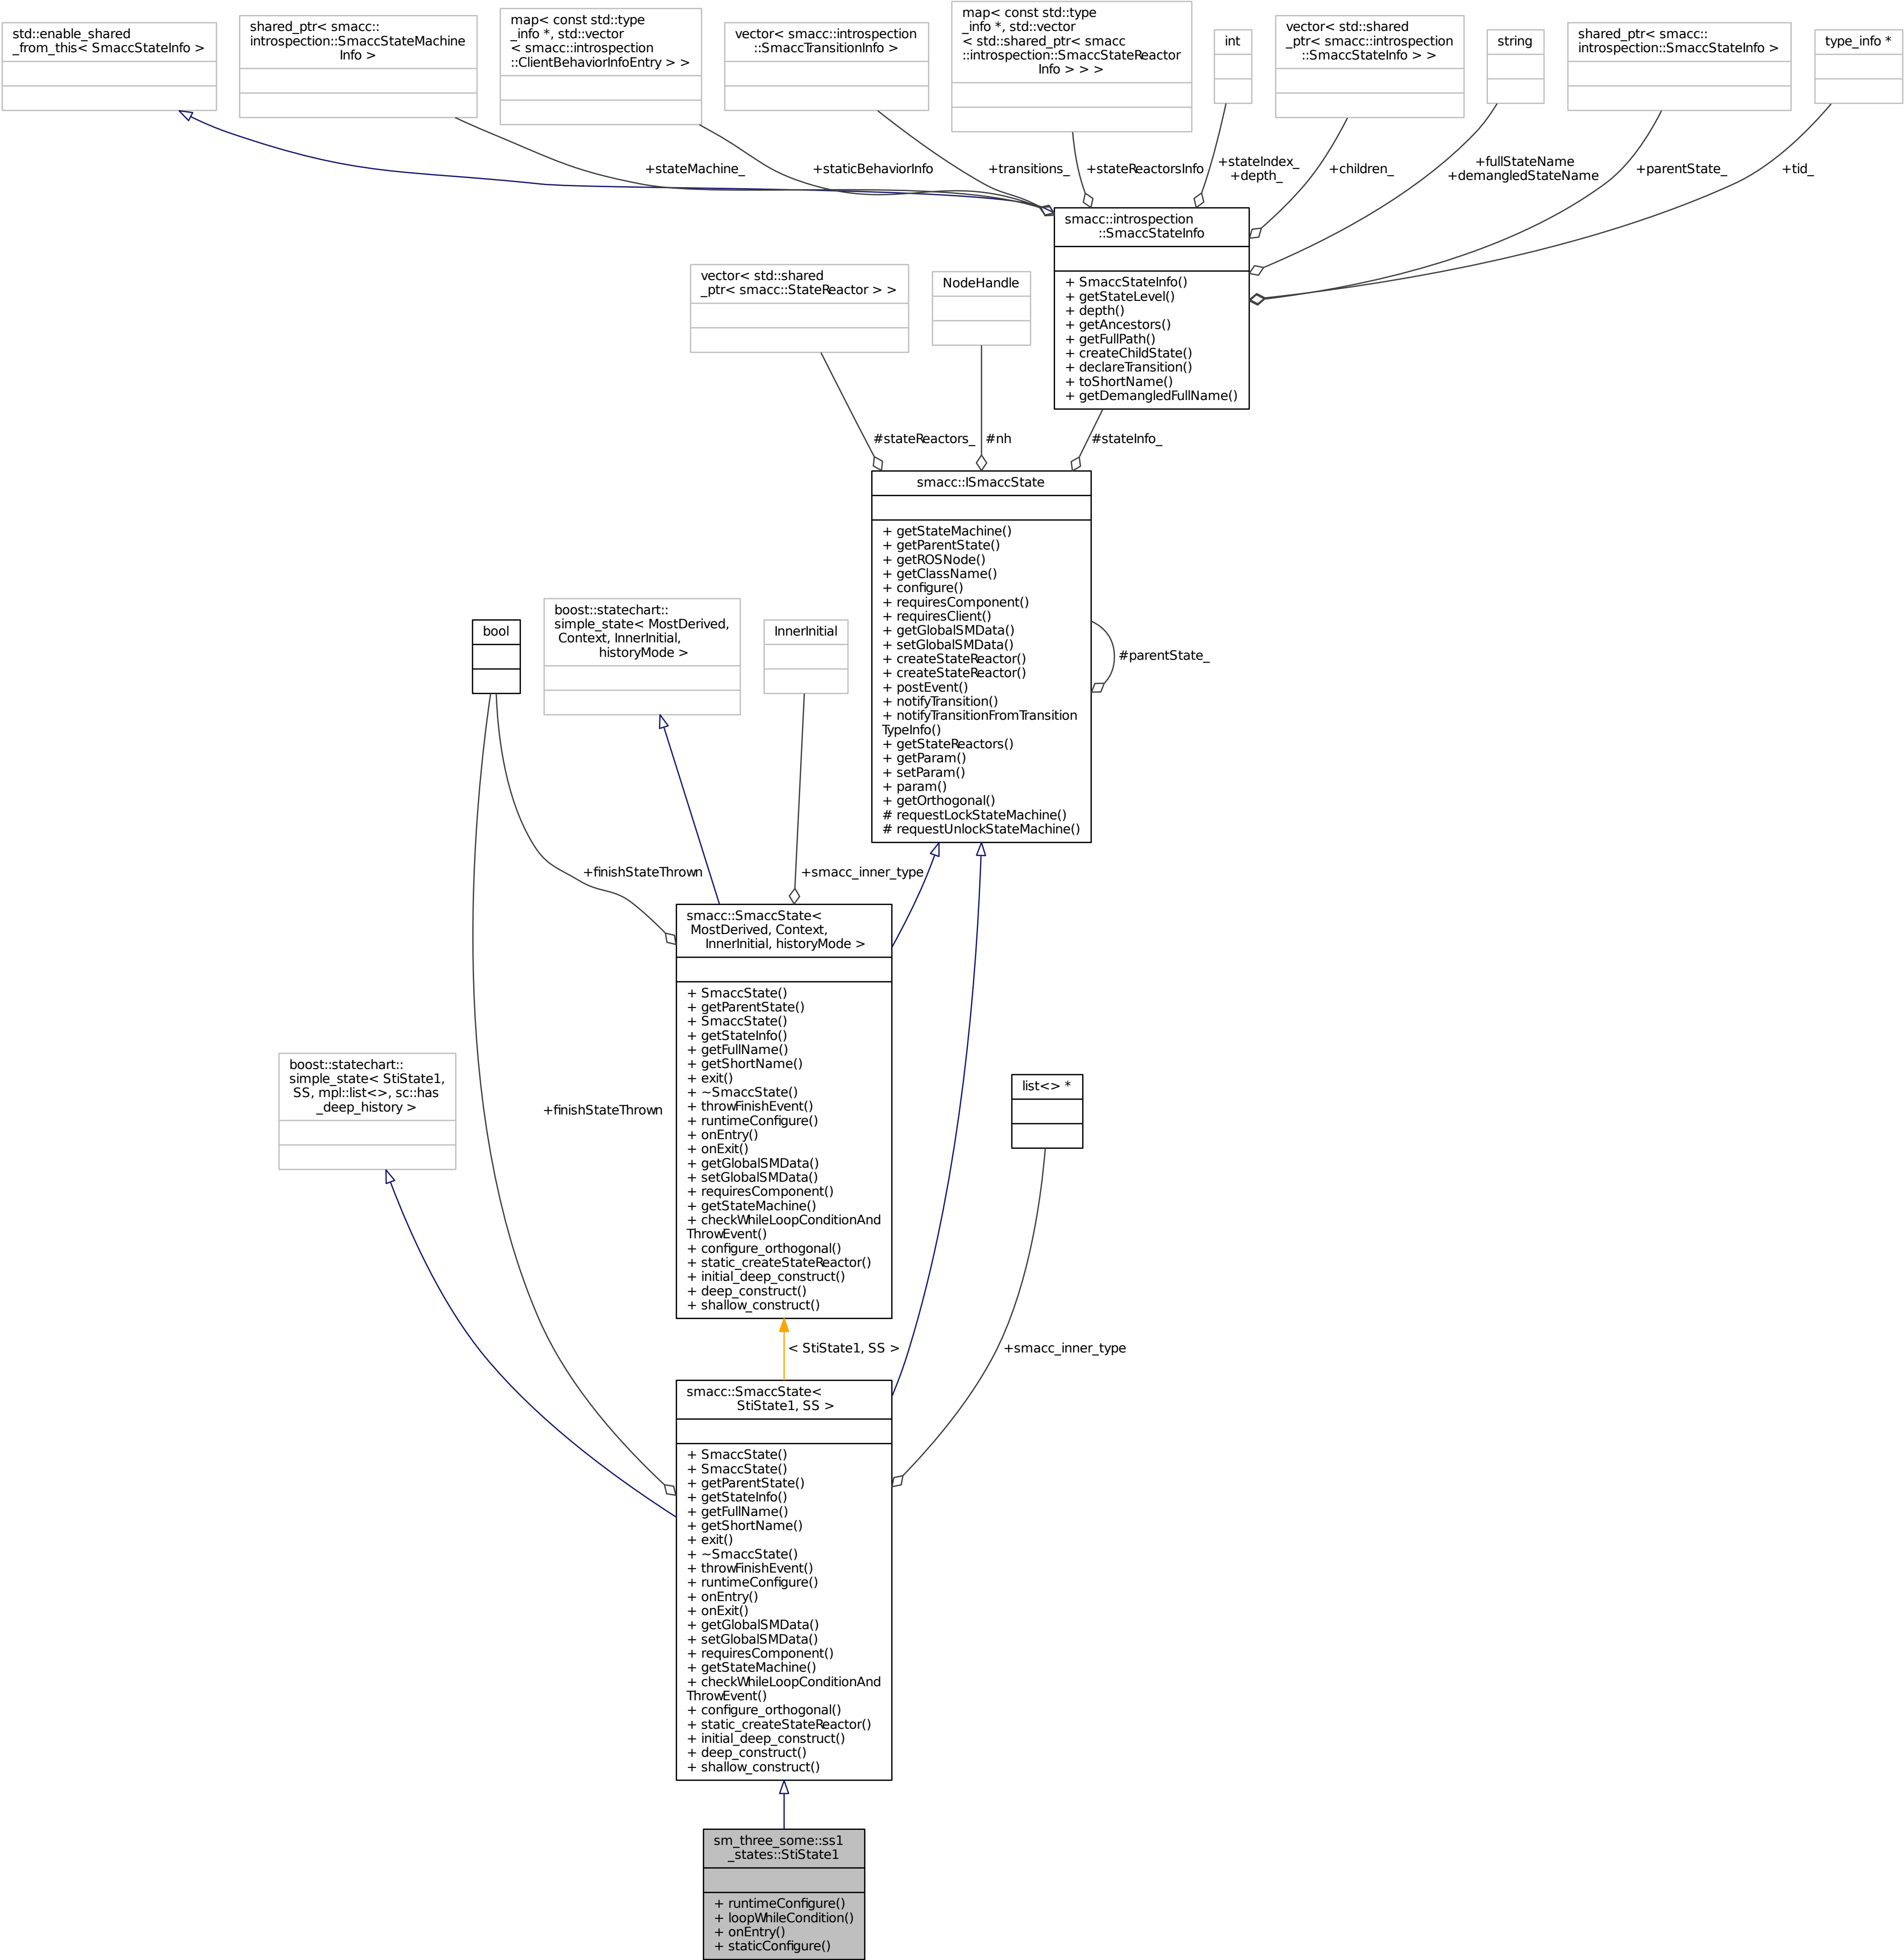 std::enable_shared
_from_this< SmaccStateInfo >
shared_ptr< smacc::
introspection::SmaccStateMachine
Info >
map< const std::type
_info *, std::vector
< smacc::introspection
::ClientBehaviorInfoEntry > >
vector< smacc::introspection
::SmaccTransitionInfo >
map< const std::type
_info *, std::vector
< std::shared_ptr< smacc
::introspection::SmaccStateReactor
Info > > >
int
vector< std::shared
_ptr< smacc::introspection
::SmaccStateInfo > >
string
shared_ptr< smacc::
introspection::SmaccStateInfo >
type_info *
+stateMachine_
+staticBehaviorInfo
+transitions_
+stateReactorsInfo
+stateIndex_
+depth_
+children_
+fullStateName
+demangledStateName
+parentState_
+tid_
smacc::introspection
::SmaccStateInfo
+ SmaccStateInfo()
+ getStateLevel()
+ depth()
+ getAncestors()
+ getFullPath()
+ createChildState()
+ declareTransition()
+ toShortName()
+ getDemangledFullName()
vector< std::shared
_ptr< smacc::StateReactor > >
NodeHandle
#stateReactors_
#nh
#stateInfo_
smacc::ISmaccState
+ getStateMachine()
+ getParentState()
+ getROSNode()
+ getClassName()
+ configure()
+ requiresComponent()
+ requiresClient()
+ getGlobalSMData()
+ setGlobalSMData()
+ createStateReactor()
+ createStateReactor()
+ postEvent()
+ notifyTransition()
+ notifyTransitionFromTransition
TypeInfo()
+ getStateReactors()
+ getParam()
+ setParam()
+ param()
+ getOrthogonal()
# requestLockStateMachine()
# requestUnlockStateMachine()
#parentState_
bool
boost::statechart::
simple_state< MostDerived,
Context, InnerInitial,
historyMode >
InnerInitial
+finishStateThrown
+smacc_inner_type
smacc::SmaccState<
MostDerived, Context,
InnerInitial, historyMode >
+ SmaccState()
+ getParentState()
+ SmaccState()
+ getStateInfo()
+ getFullName()
+ getShortName()
+ exit()
+ ~SmaccState()
+ throwFinishEvent()
+ runtimeConfigure()
+ onEntry()
+ onExit()
+ getGlobalSMData()
+ setGlobalSMData()
+ requiresComponent()
+ getStateMachine()
+ checkWhileLoopConditionAnd
ThrowEvent()
+ configure_orthogonal()
+ static_createStateReactor()
+ initial_deep_construct()
+ deep_construct()
+ shallow_construct()
boost::statechart::
simple_state< StiState1,
SS, mpl::list<>, sc::has
_deep_history >
+finishStateThrown
list<> *
< StiState1, SS >
+smacc_inner_type
smacc::SmaccState<
StiState1, SS >
+ SmaccState()
+ SmaccState()
+ getParentState()
+ getStateInfo()
+ getFullName()
+ getShortName()
+ exit()
+ ~SmaccState()
+ throwFinishEvent()
+ runtimeConfigure()
+ onEntry()
+ onExit()
+ getGlobalSMData()
+ setGlobalSMData()
+ requiresComponent()
+ getStateMachine()
+ checkWhileLoopConditionAnd
ThrowEvent()
+ configure_orthogonal()
+ static_createStateReactor()
+ initial_deep_construct()
+ deep_construct()
+ shallow_construct()
sm_three_some::ss1
_states::StiState1
+ runtimeConfigure()
+ loopWhileCondition()
+ onEntry()
+ staticConfigure()